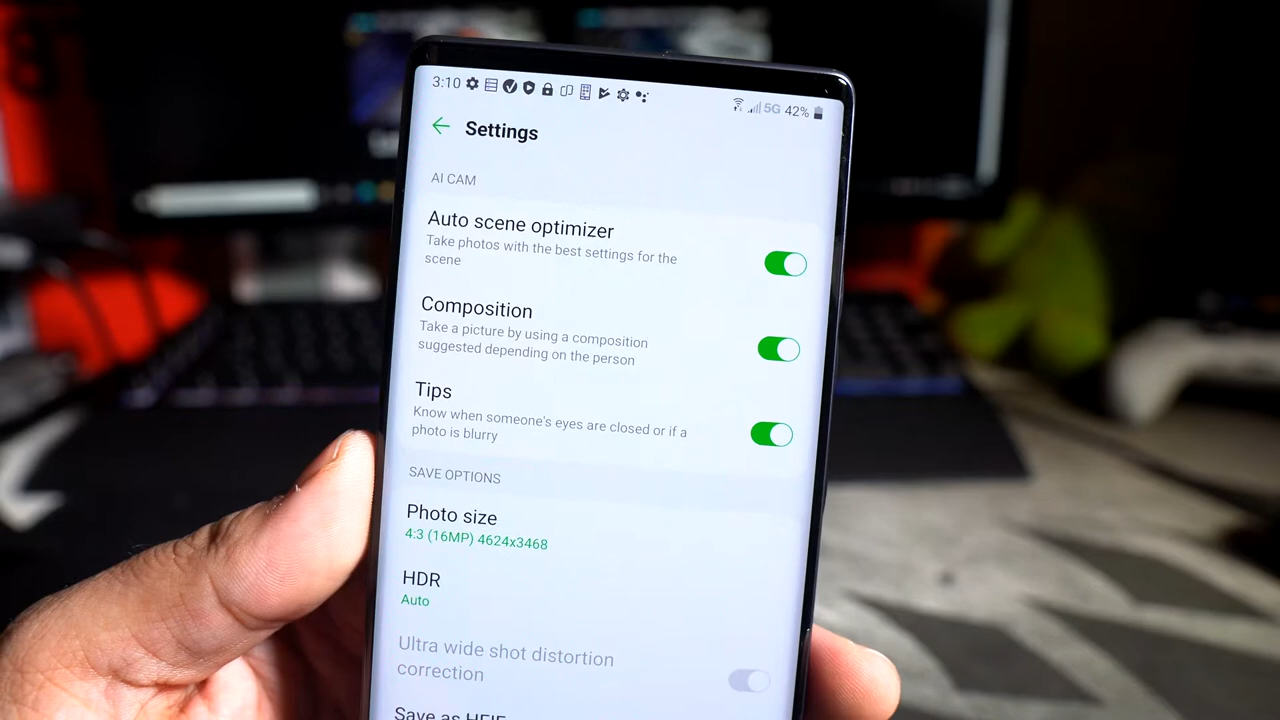 3:10 5G 42%
Settings
AI CAM
Auto scene optimizer
Take photos with the best settings for the
scene
Composition
Take a picture by using a composition
suggested depending on the person
Tips
Know when someone's eyes are closed or if a
photo is blurry
SAVE OPTIONS
Photo size
4:3 (16MP) 4624x3468
HDR
Auto
Ultra wide shot distortion
correction
Save as HEIF